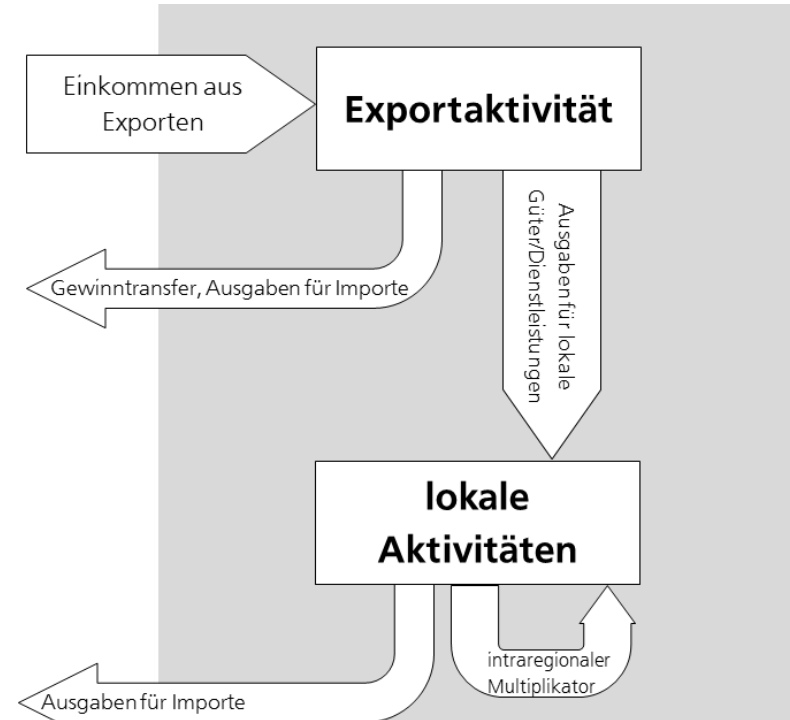 Einkommen aus
Exporten
Exportaktivität
Ausgaben für lokale
Güter/Dienstleistungen
Gewinntransfer, Ausgaben für Importe
lokale
Aktivitäten
intraregionaler
Multiplikator
Ausgaben für Importe